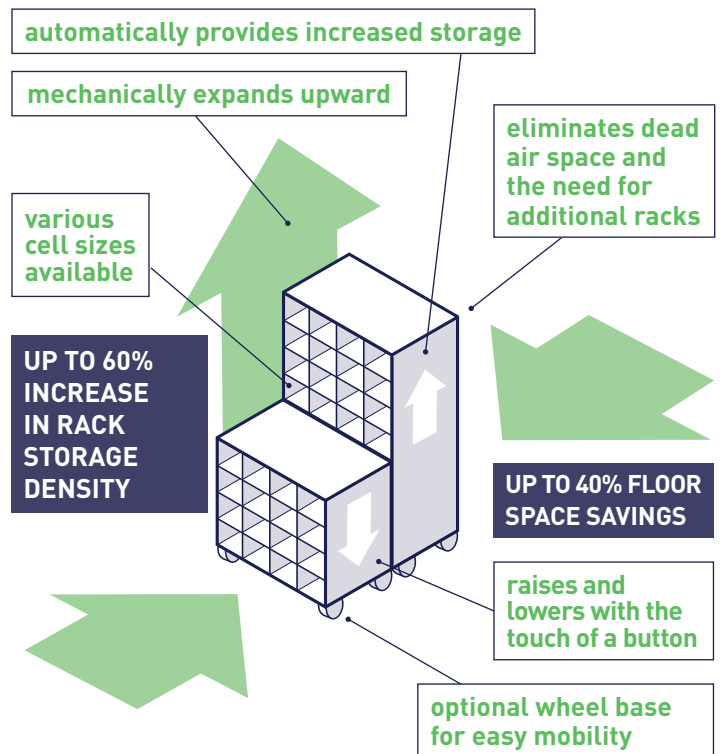 automatically provides increased storage
mechanically expands upward
eliminates dead
air space and
the need for
additional racks
various
cell sizes
available
UP TO 60%
INCREASE
IN RACK
STORAGE
DENSITY
UP TO 40% FLOOR
SPACE SAVINGS
raises and
lowers with the
touch of a button
optional wheel base
for easy mobility